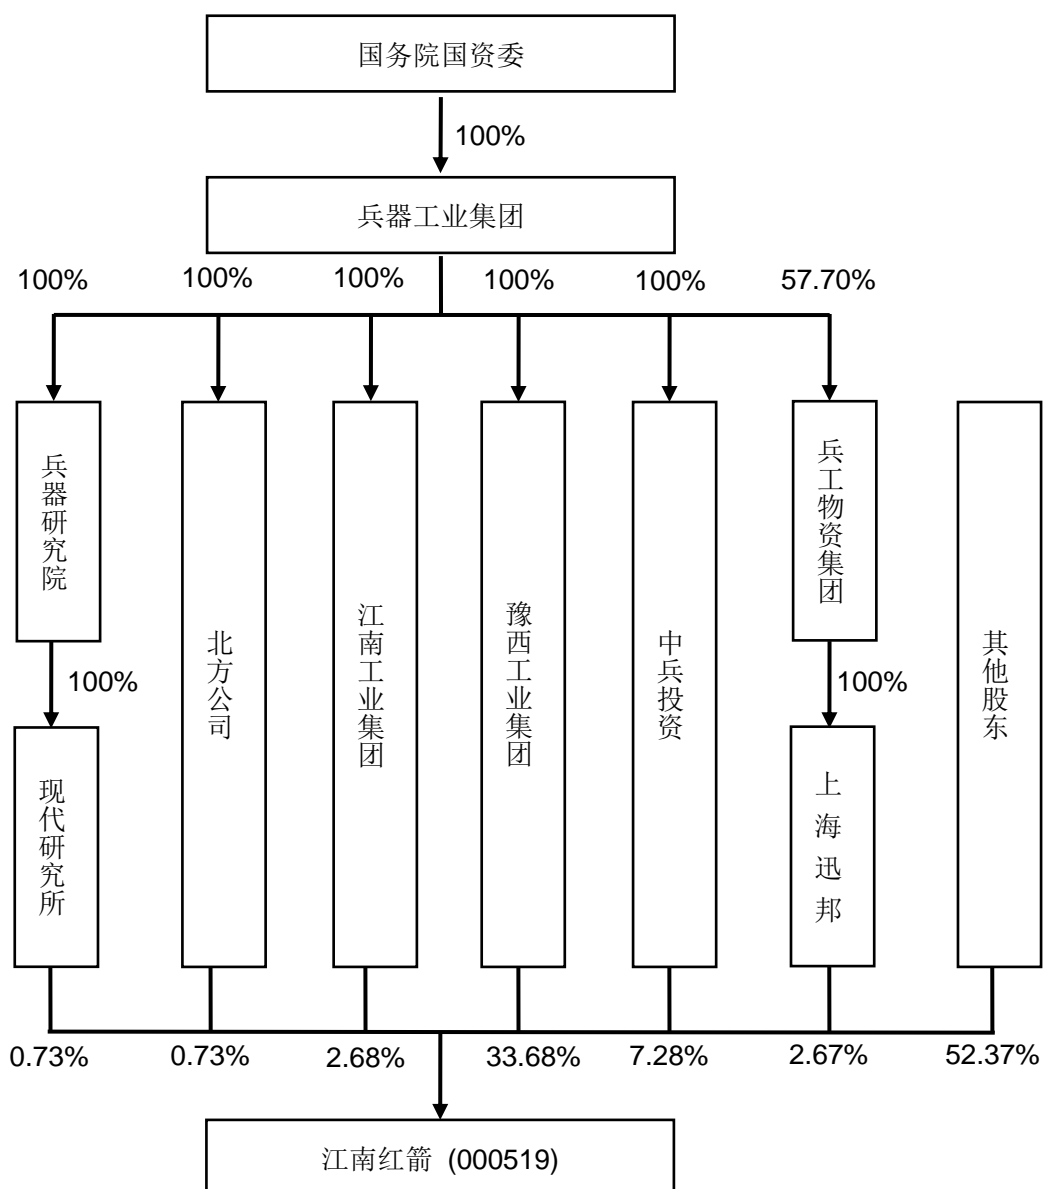 国务院国资委
100%
兵器工业集团
100%
100%
100%
100%
100%
57.70%
兵器研究院
100%
现代研究所
北方公司
江南工业集团
豫西工业集团
中兵投资
兵工物资集团
100%
上海迅邦
其他股东
0.73%
0.73%
2.68%
33.68%
7.28%
2.67%
52.37%
江南红箭 (000519)